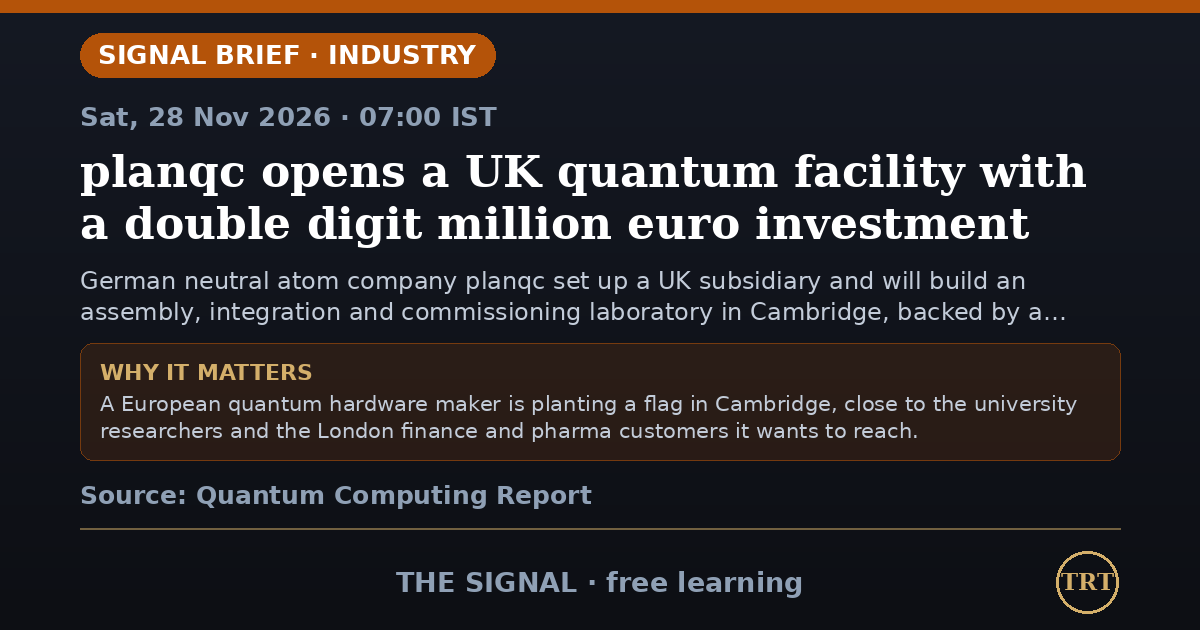 SIGNAL BRIEF · INDUSTRY
Sat, 28 Nov 2026 · 07:00 IST
planqc opens a UK quantum facility with
a double digit million euro investment
German neutral atom company planqc set up a UK subsidiary and will build an
assembly, integration and commissioning laboratory in Cambridge, backed by a…
WHY IT MATTERS
A European quantum hardware maker is planting a flag in Cambridge, close to the university
researchers and the London finance and pharma customers it wants to reach.
Source: Quantum Computing Report
THE SIGNAL · free learning
TRT